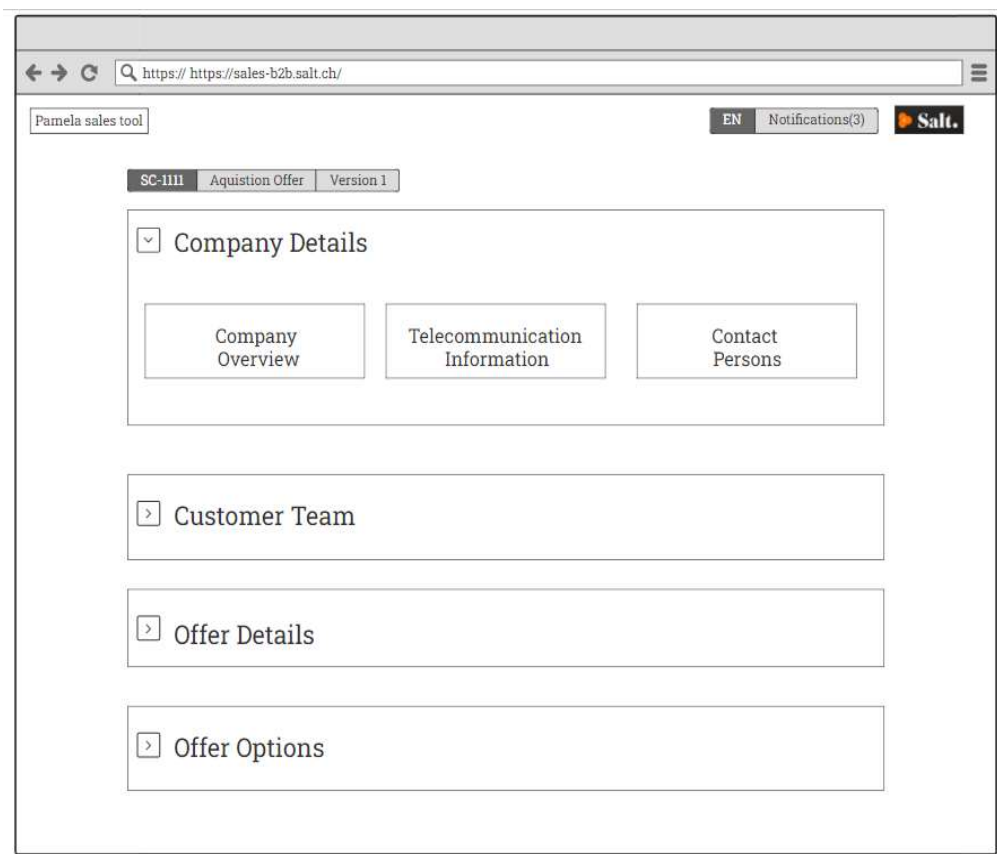 https:// https://sales-b2b.salt.ch/
Pamela sales tool
EN Notifications(3)
Salt.
SC-1111 Aquistion Offer Version 1
Company Details
Company
Overview
Telecommunication
Information
Contact
Persons
Customer Team
Offer Details
Offer Options